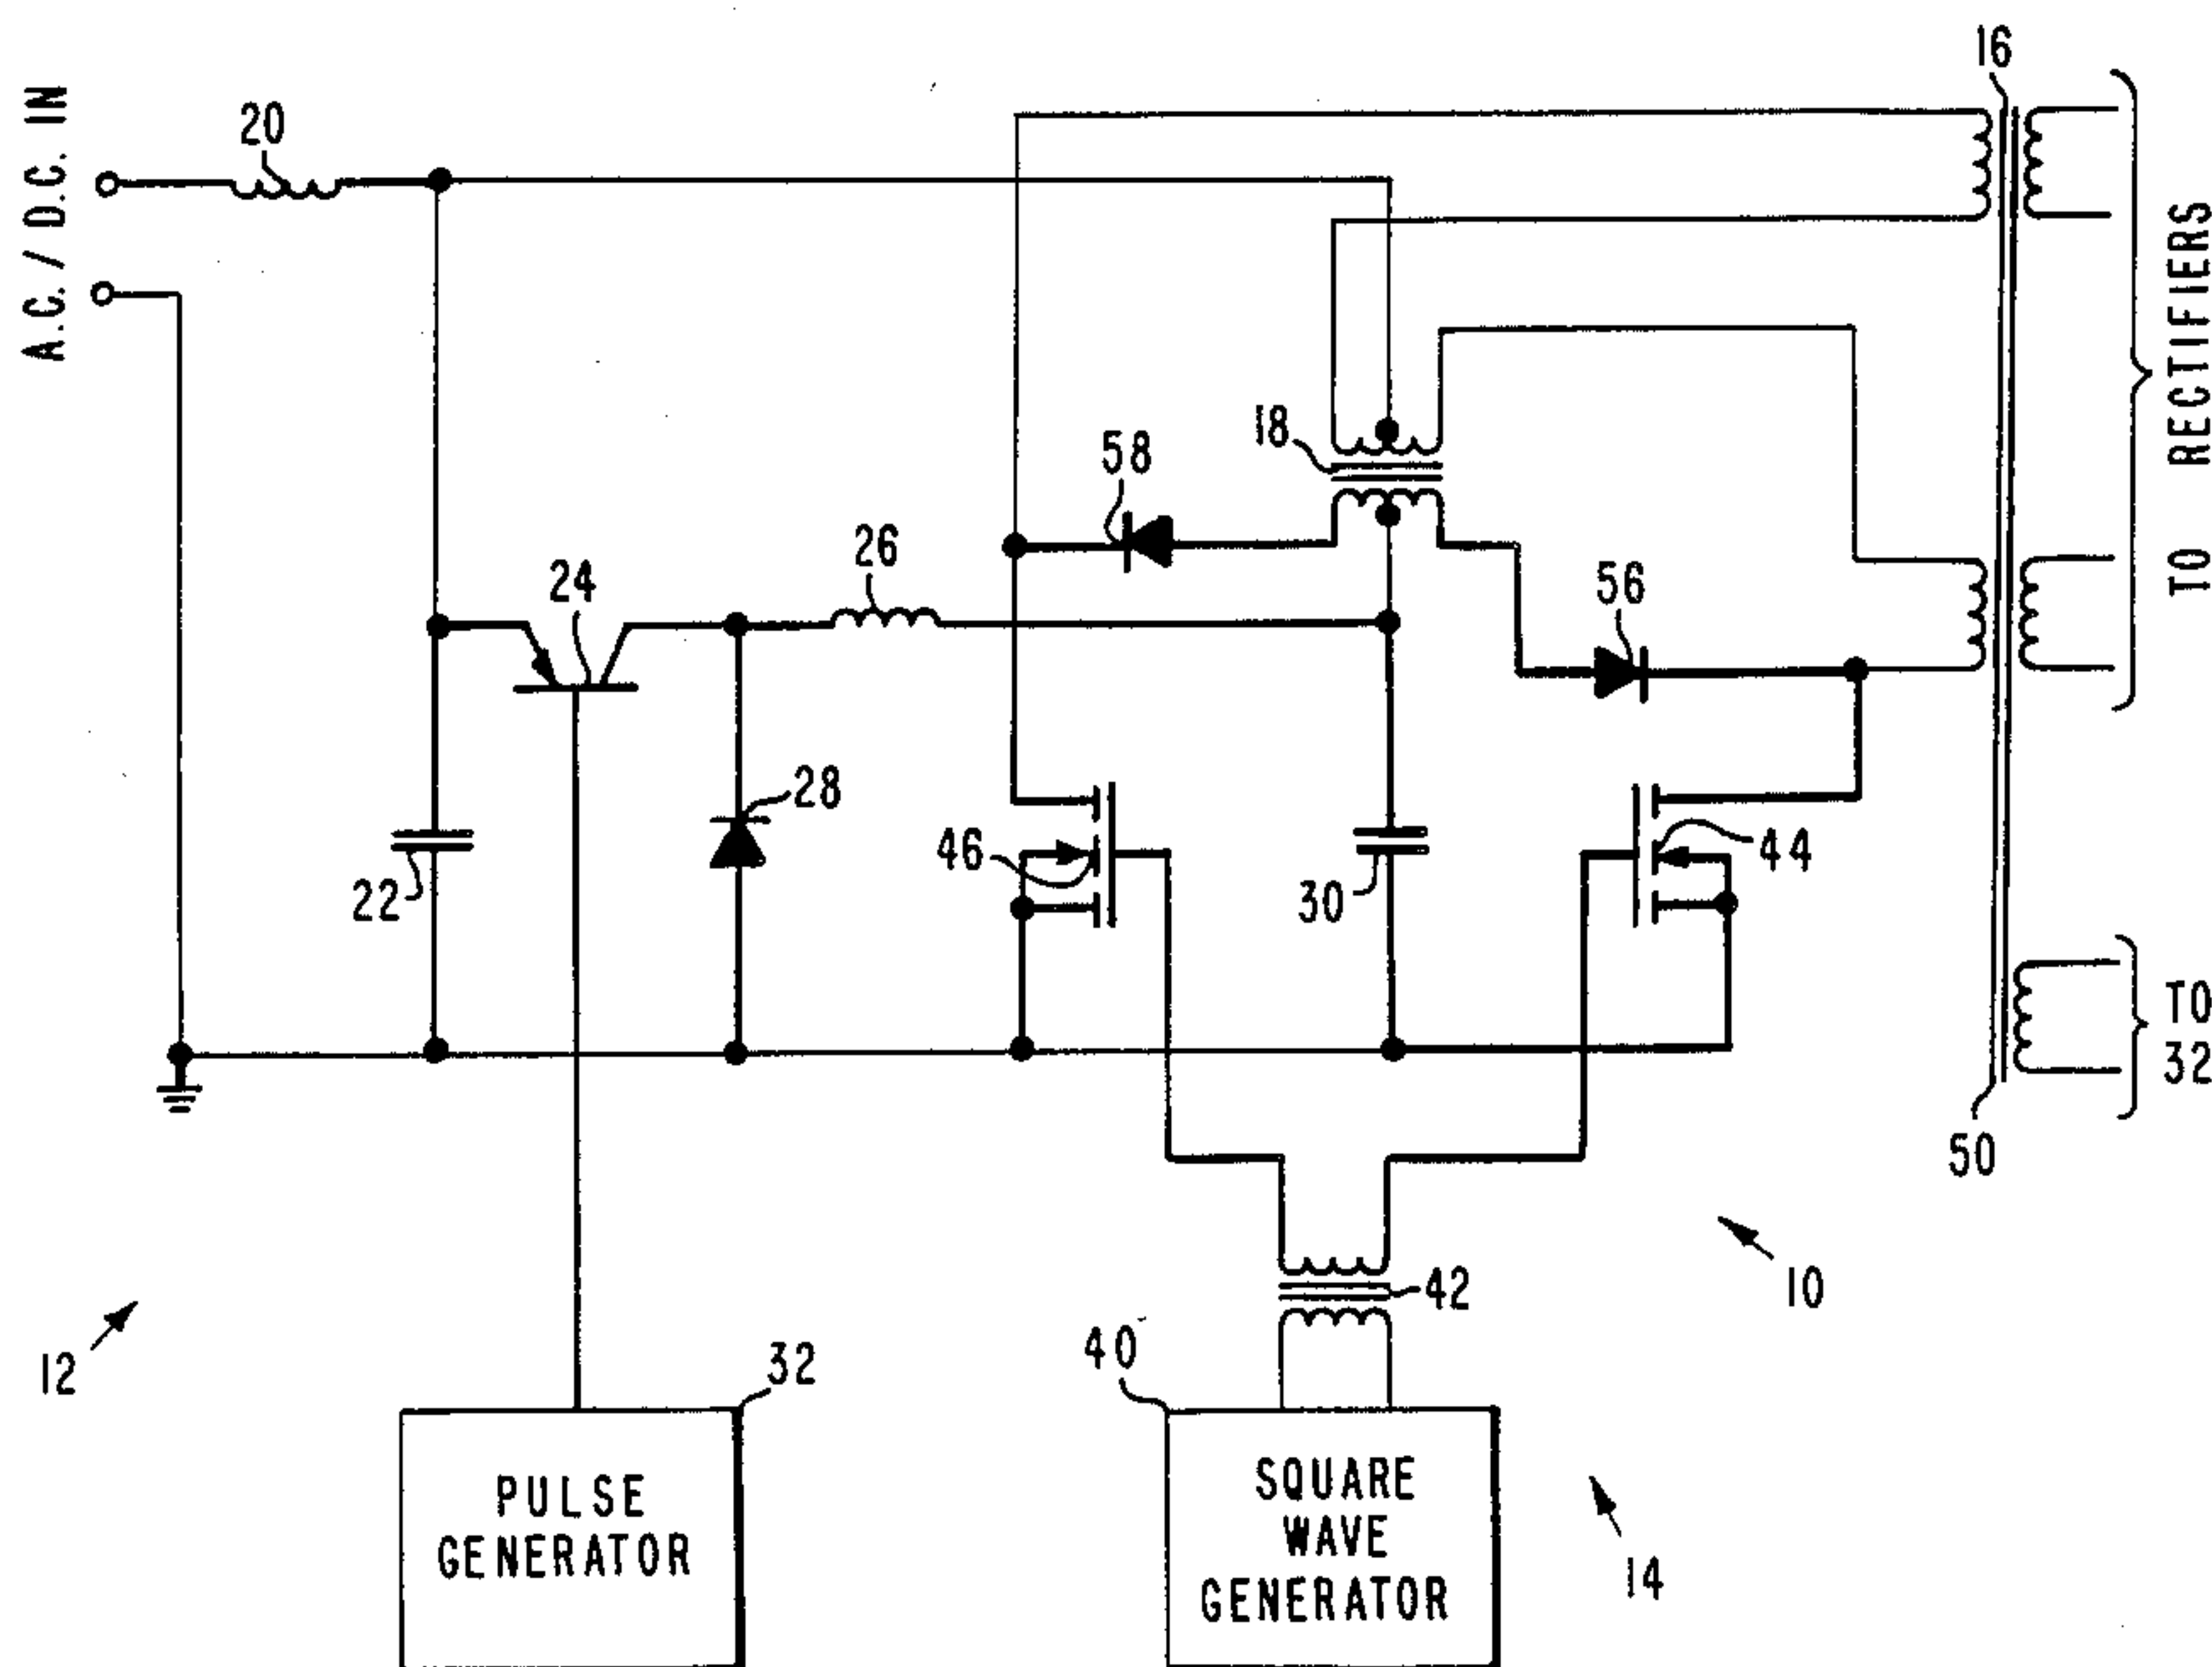 A.C. / D.C. IN
20
16
TO RECTIFIERS
18
58
26
24
56
28
46
44
22
30
TO
32
50
10
42
12
32
40
PULSE
GENERATOR
SQUARE
WAVE
GENERATOR
14